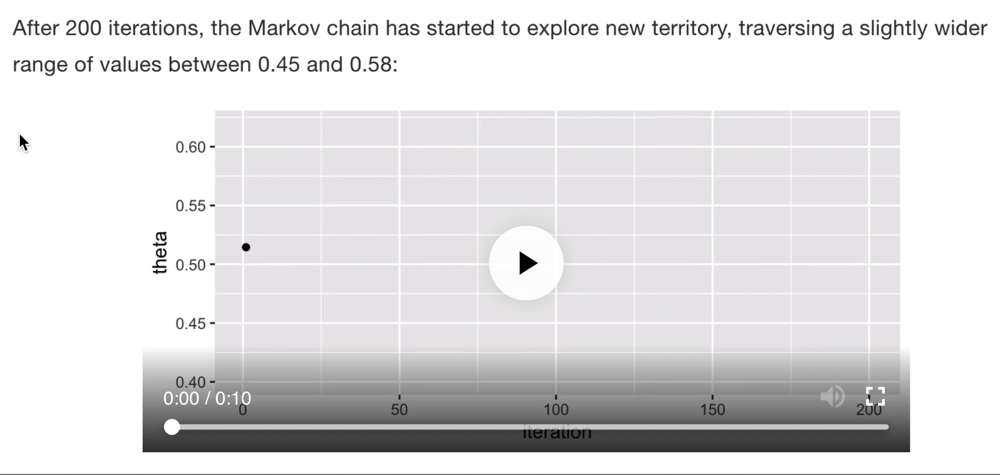 After 200 iterations, the Markov chain has started to explore new territory, traversing a slightly wider
range of values between 0.45 and 0.58:
0.60
0.55
theta
0.50
0.45
0.40
0:00 / 0:10
0 50 100 150 200
iteration